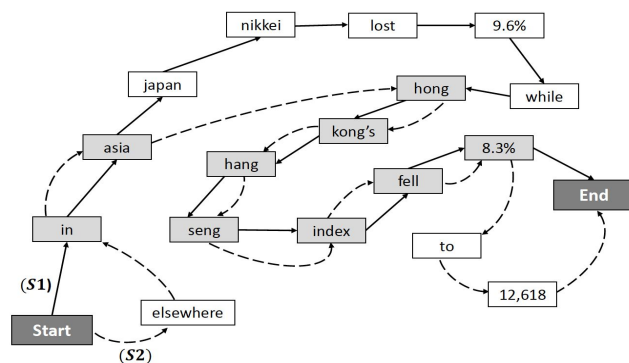 nikkei
lost
9.6%
japan
hong
while
kong's
asia
8.3%
hang
fell
End
in
seng
index
to
(S1)
12,618
elsewhere
Start
(S2)